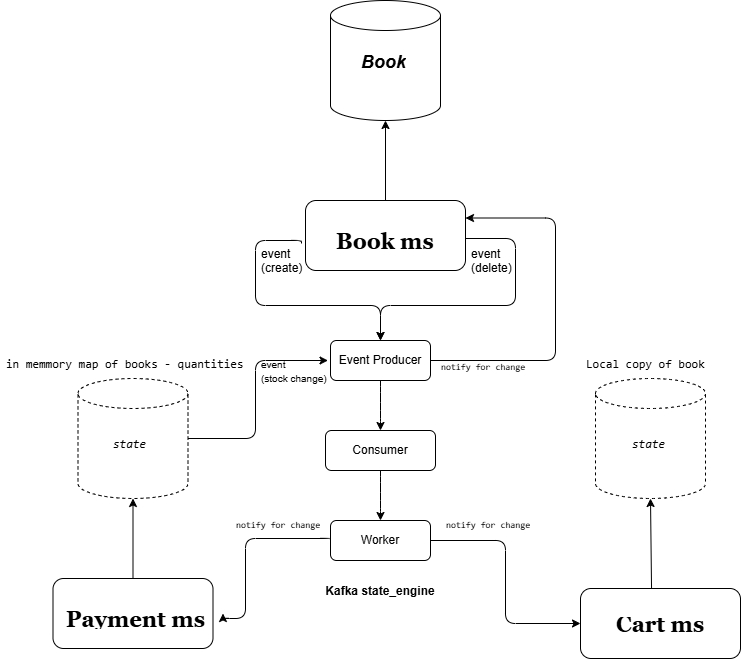 Book
Book ms
event
(create)
event
(delete)
in memmory map of books - quantities
event
(stock change)
Event Producer
notify for change
Local copy of book
state
Consumer
state
notify for change
Worker
notify for change
Kafka state_engine
Payment ms
Cart ms